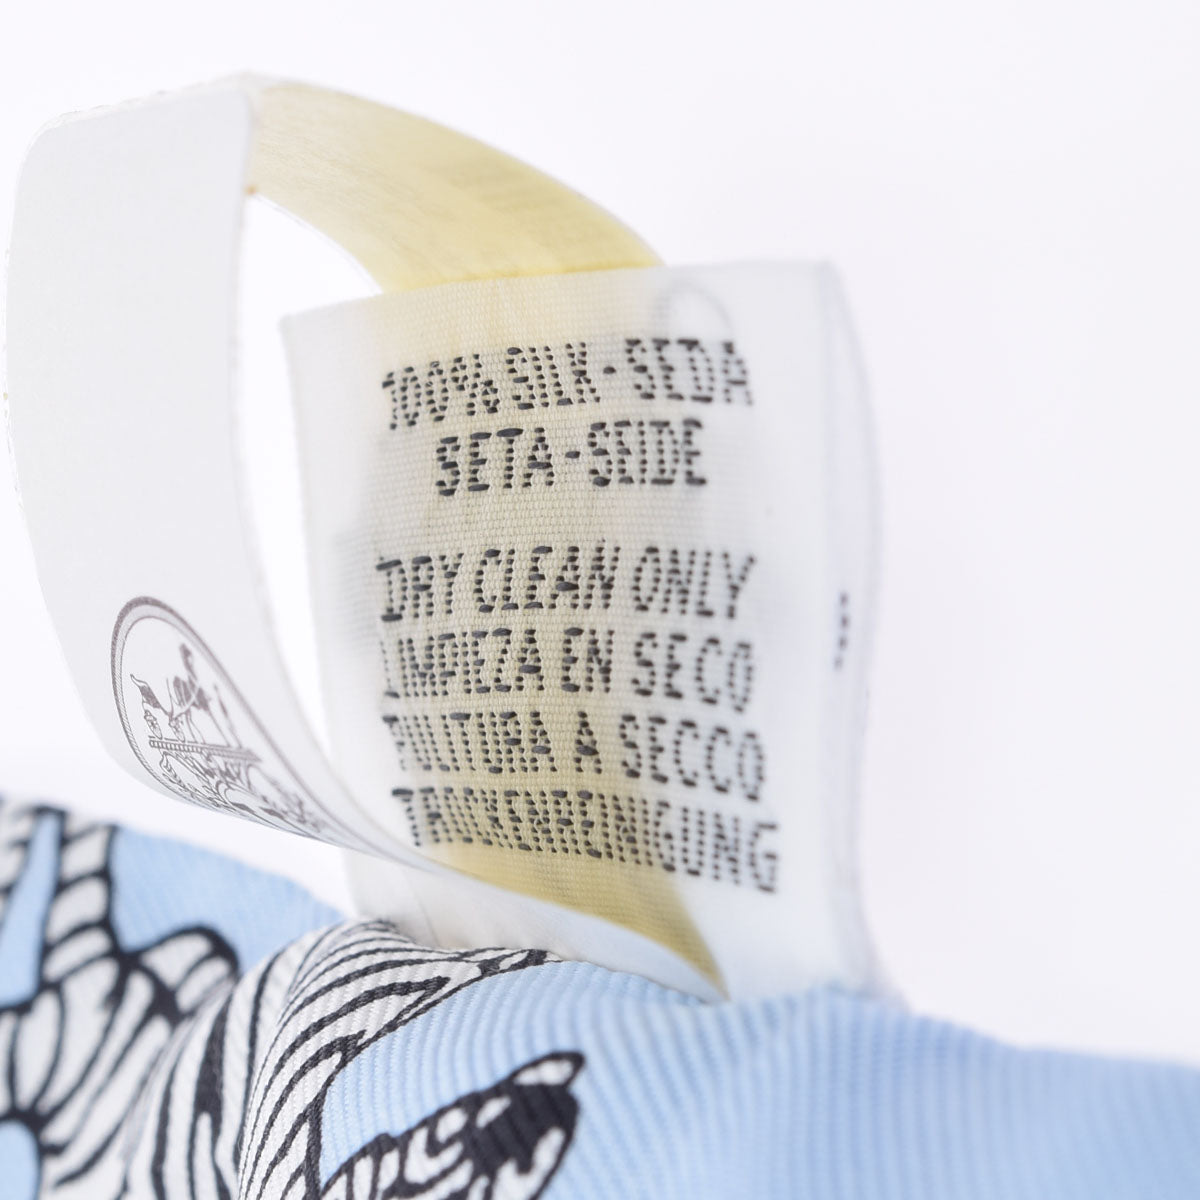 100% SILK - SEDA
SETA - SEIDE
DRY CLEAN ONLY
LIMPIEZA EN SECO
PULITURA A SECCO
TROCKENREINIGUNG